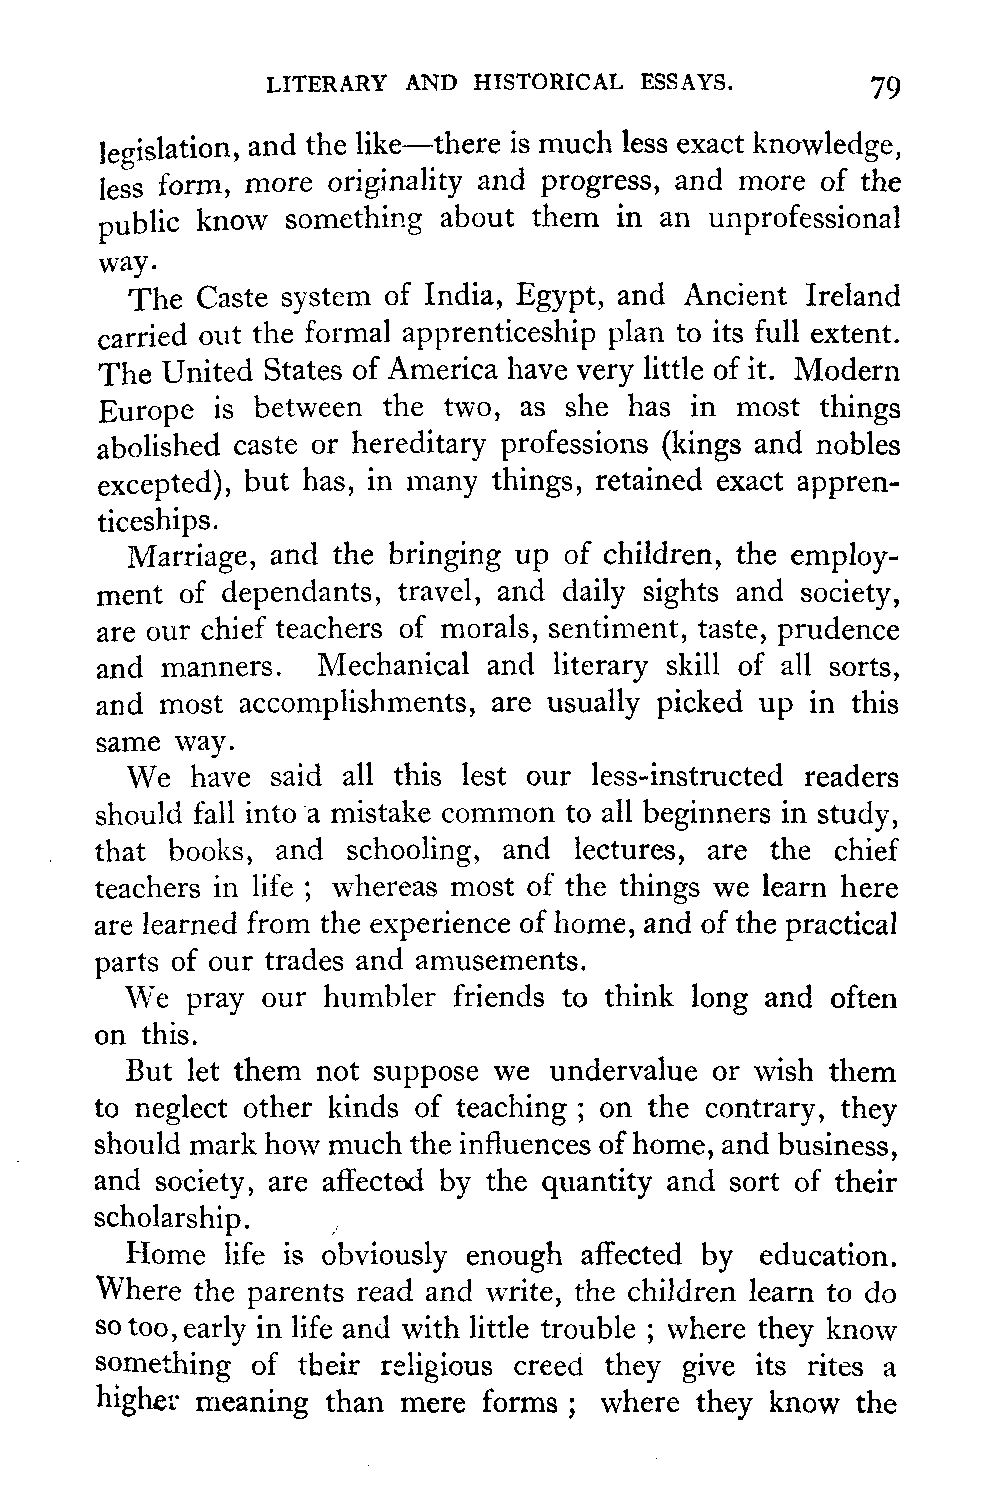 LITERARY AND HISTORICAL ESSAYS. 79
legislation, and the like—there is much less exact knowledge,
less form, more originality and progress, and more of the
public know something about them in an unprofessional
way.
The Caste system of India, Egypt, and Ancient Ireland
carried out the formal apprenticeship plan to its full extent.
The United States of America have very little of it. Modern
Europe is between the two, as she has in most things
abolished caste or hereditary professions (kings and nobles
excepted), but has, in many things, retained exact appren-
ticeships.
Marriage, and the bringing up of children, the employ-
ment of dependants, travel, and daily sights and society,
are our chief teachers of morals, sentiment, taste, prudence
and manners. Mechanical and literary skill of all sorts,
and most accomplishments, are usually picked up in this
same way.
We have said all this lest our less-instructed readers
should fall into a mistake common to all beginners in study,
that books, and schooling, and lectures, are the chief
teachers in life ; whereas most of the things we learn here
are learned from the experience of home, and of the practical
parts of our trades and amusements.
We pray our humbler friends to think long and often
on this.
But let them not suppose we undervalue or wish them
to neglect other kinds of teaching ; on the contrary, they
should mark how much the influences of home, and business,
and society, are affected by the quantity and sort of their
scholarship.
Home life is obviously enough affected by education.
Where the parents read and write, the children learn to do
so too, early in life and with little trouble ; where they know
something of their religious creed they give its rites a
higher meaning than mere forms ; where they know the